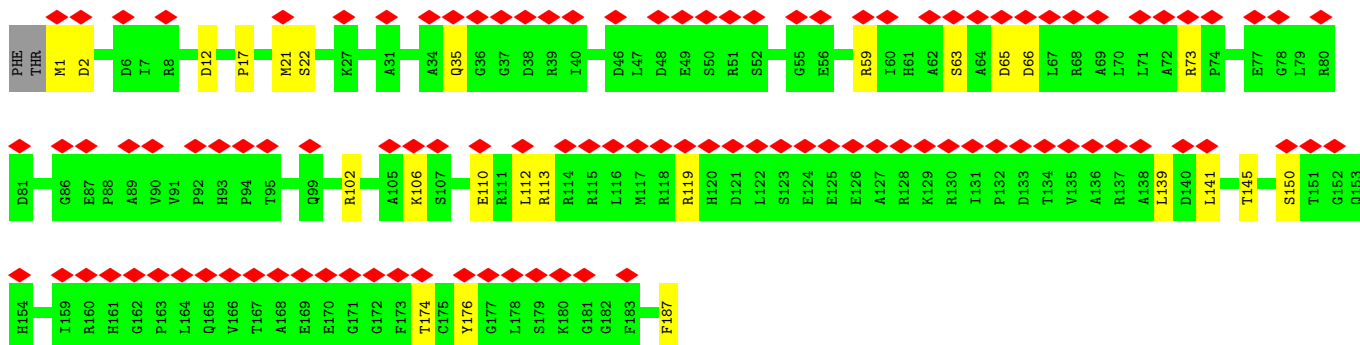 PHE THR M1 D2 D6 I7 R8 D12 P17 M21 S22 K27 A31 A34 Q35 G36 G37 D38 R39 I40 D46 L47 D48 E49 S50 R51 S52 G55 E56 R59 I60 H61 A62 S63 A64 D65 D66 L67 R68 A69 L70 L71 A72 R73 P74 E77 G78 L79 R80
D81 G86 E87 P88 A89 V90 V91 P92 H93 P94 T95 Q99 R102 A105 K106 S107 E110 R111 L112 R113 R114 R115 L116 M117 R118 R119 H120 D121 L122 S123 E124 E125 E126 A127 R128 K129 R130 I131 P132 D133 T134 V135 A136 R137 A138 L139 D140 L141 T145 S150 T151 G152 Q153
H154 I159 R160 H161 G162 P163 L164 Q165 V166 T167 A168 E169 E170 G171 G172 F173 T174 C175 Y176 G177 L178 S179 K180 G181 G182 F183 F187